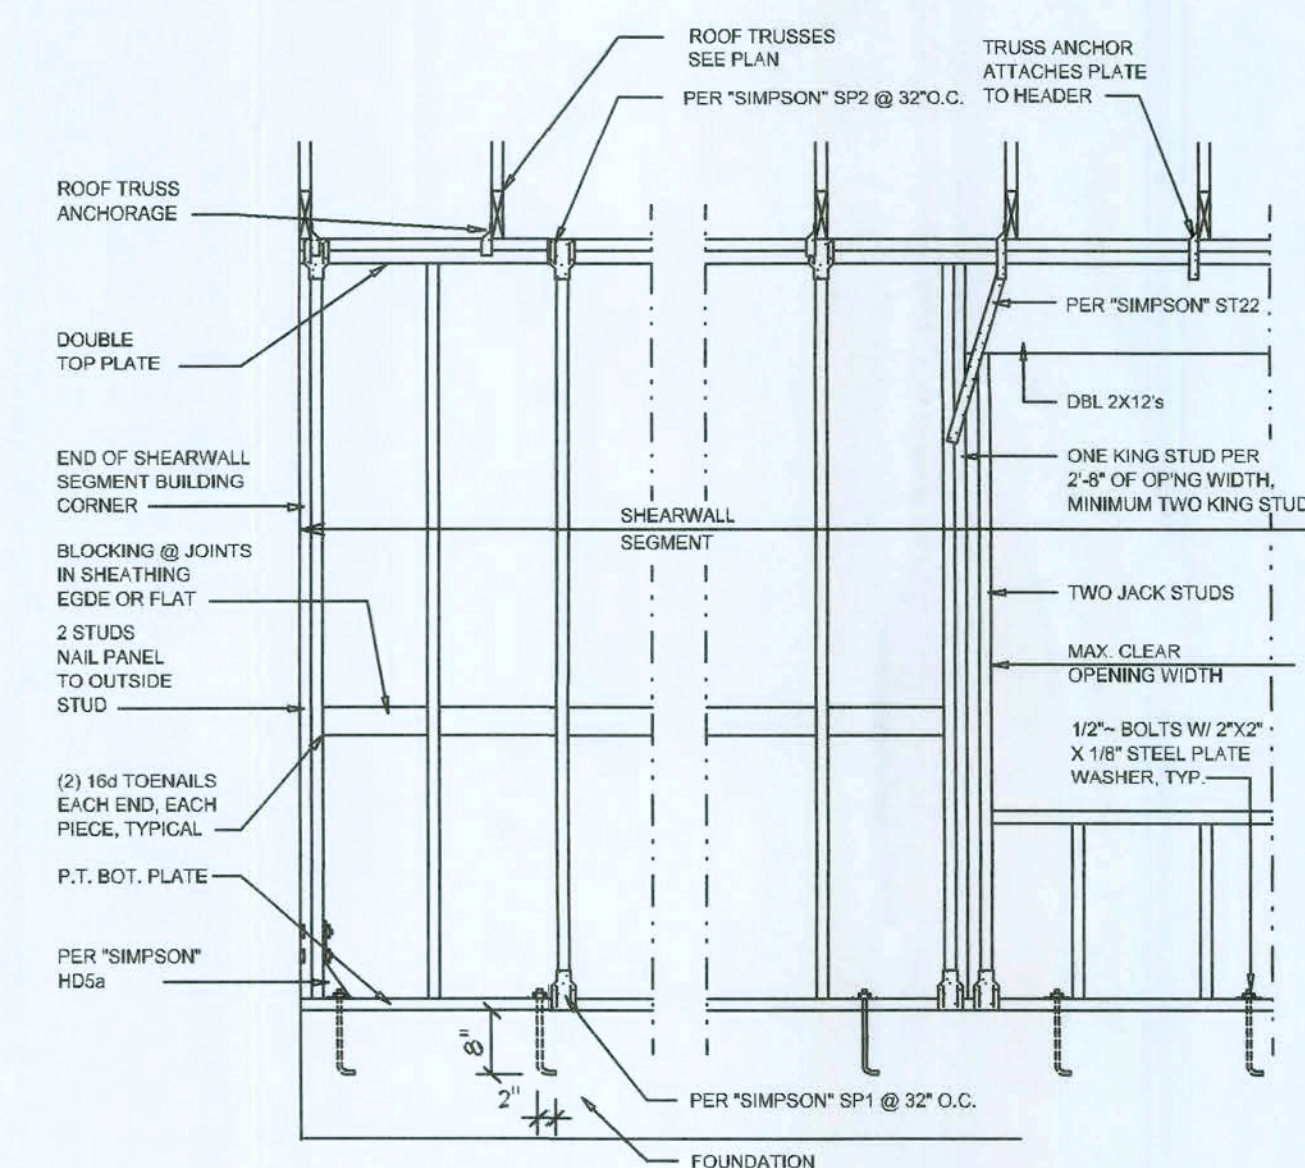 ROOF TRUSSES
SEE PLAN
PER "SIMPSON" SP2 @ 32"O.C.
TRUSS ANCHOR
ATTACHES PLATE
TO HEADER
ROOF TRUSS
ANCHORAGE
DOUBLE
TOP PLATE
END OF SHEARWALL
SEGMENT BUILDING
CORNER
BLOCKING @ JOINTS
IN SHEATHING
EGDE OR FLAT
2 STUDS
NAIL PANEL
TO OUTSIDE
STUD
(2) 16d TOENAILS
EACH END, EACH
PIECE, TYPICAL
P.T. BOT. PLATE
PER "SIMPSON"
HD5a
SHEARWALL
SEGMENT
PER "SIMPSON" ST22
DBL 2X12's
ONE KING STUD PER
2'-8" OF OP'NG WIDTH,
MINIMUM TWO KING STUD
TWO JACK STUDS
MAX. CLEAR
OPENING WIDTH
1/2"~ BOLTS W/ 2"X2"
X 1/8" STEEL PLATE
WASHER, TYP.
8"
2"
PER "SIMPSON" SP1 @ 32" O.C.
FOUNDATION